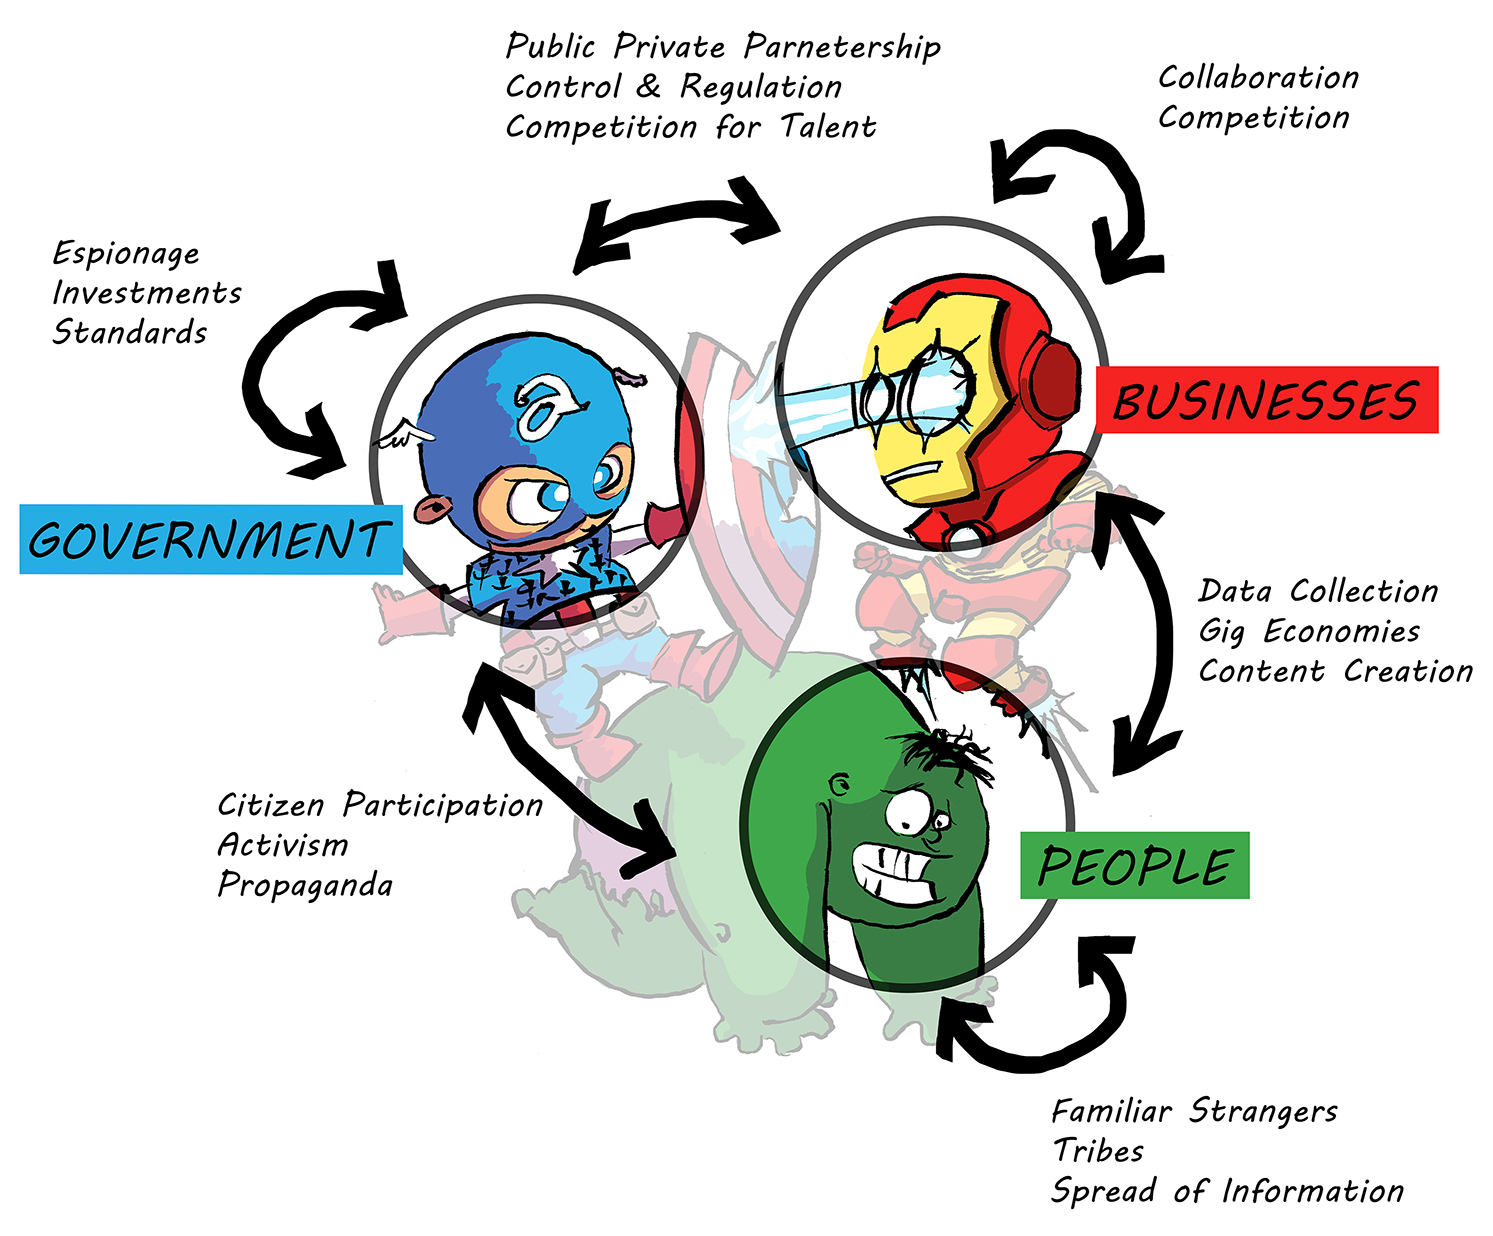 Public Private Parnetership
Control & Regulation
Competition for Talent
Collaboration
Competition
Espionage
Investments
Standards
a
BUSINESSES
GOVERNMENT
Data Collection
Gig Economies
Content Creation
Citizen Participation
Activism
Propaganda
PEOPLE
Familiar Strangers
Tribes
Spread of Information